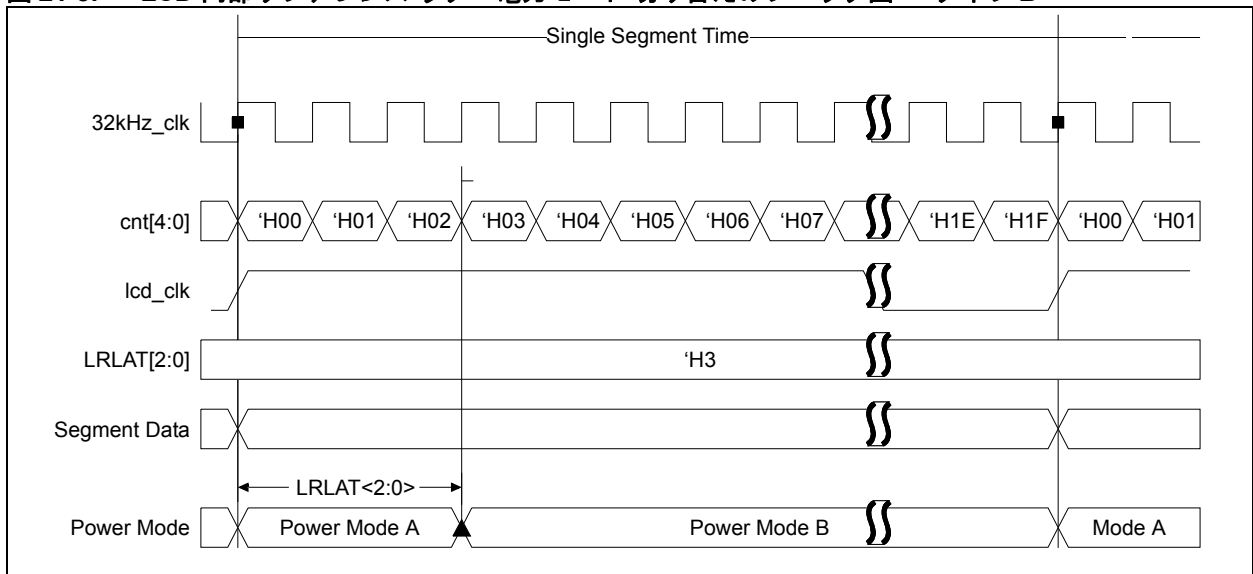 Single Segment Time
32kHz_clk
cnt[4:0] ‘H00 ‘H01 ‘H02 ‘H03 ‘H04 ‘H05 ‘H06 ‘H07 ‘H1E ‘H1F ‘H00 ‘H01
lcd_clk
LRLAT[2:0] ‘H3
Segment Data
LRLAT<2:0>
Power Mode Power Mode A Power Mode B Mode A